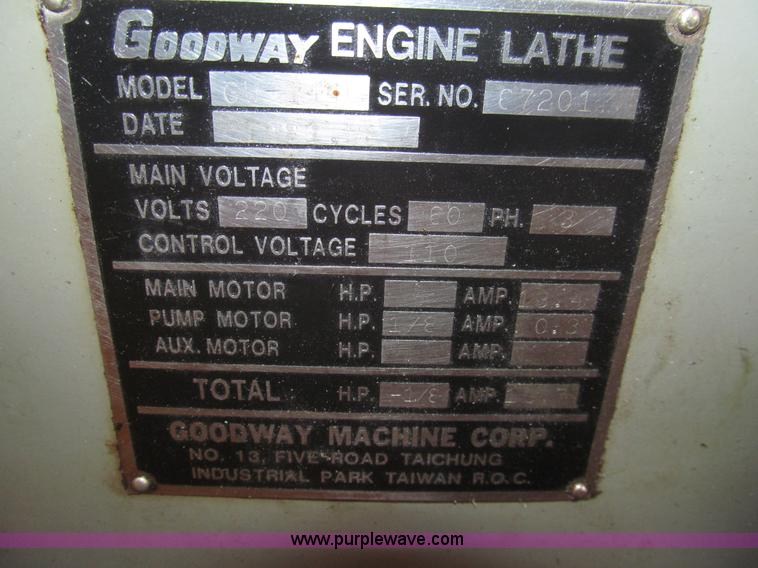 GOODWAY ENGINE LATHE
MODEL SER. NO.
DATE
MAIN VOLTAGE
VOLTS 220 CYCLES 60 PH. 3
CONTROL VOLTAGE 110
MAIN MOTOR H.P. AMP.
PUMP MOTOR H.P. 1/8 AMP. 0.3
AUX. MOTOR H.P. AMP.
TOTAL H.P. AMP.
GOODWAY MACHINE CORP.
NO. 13, FIVE-ROAD TAICHUNG
INDUSTRIAL PARK TAIWAN R.O.C.
www.purplewave.com